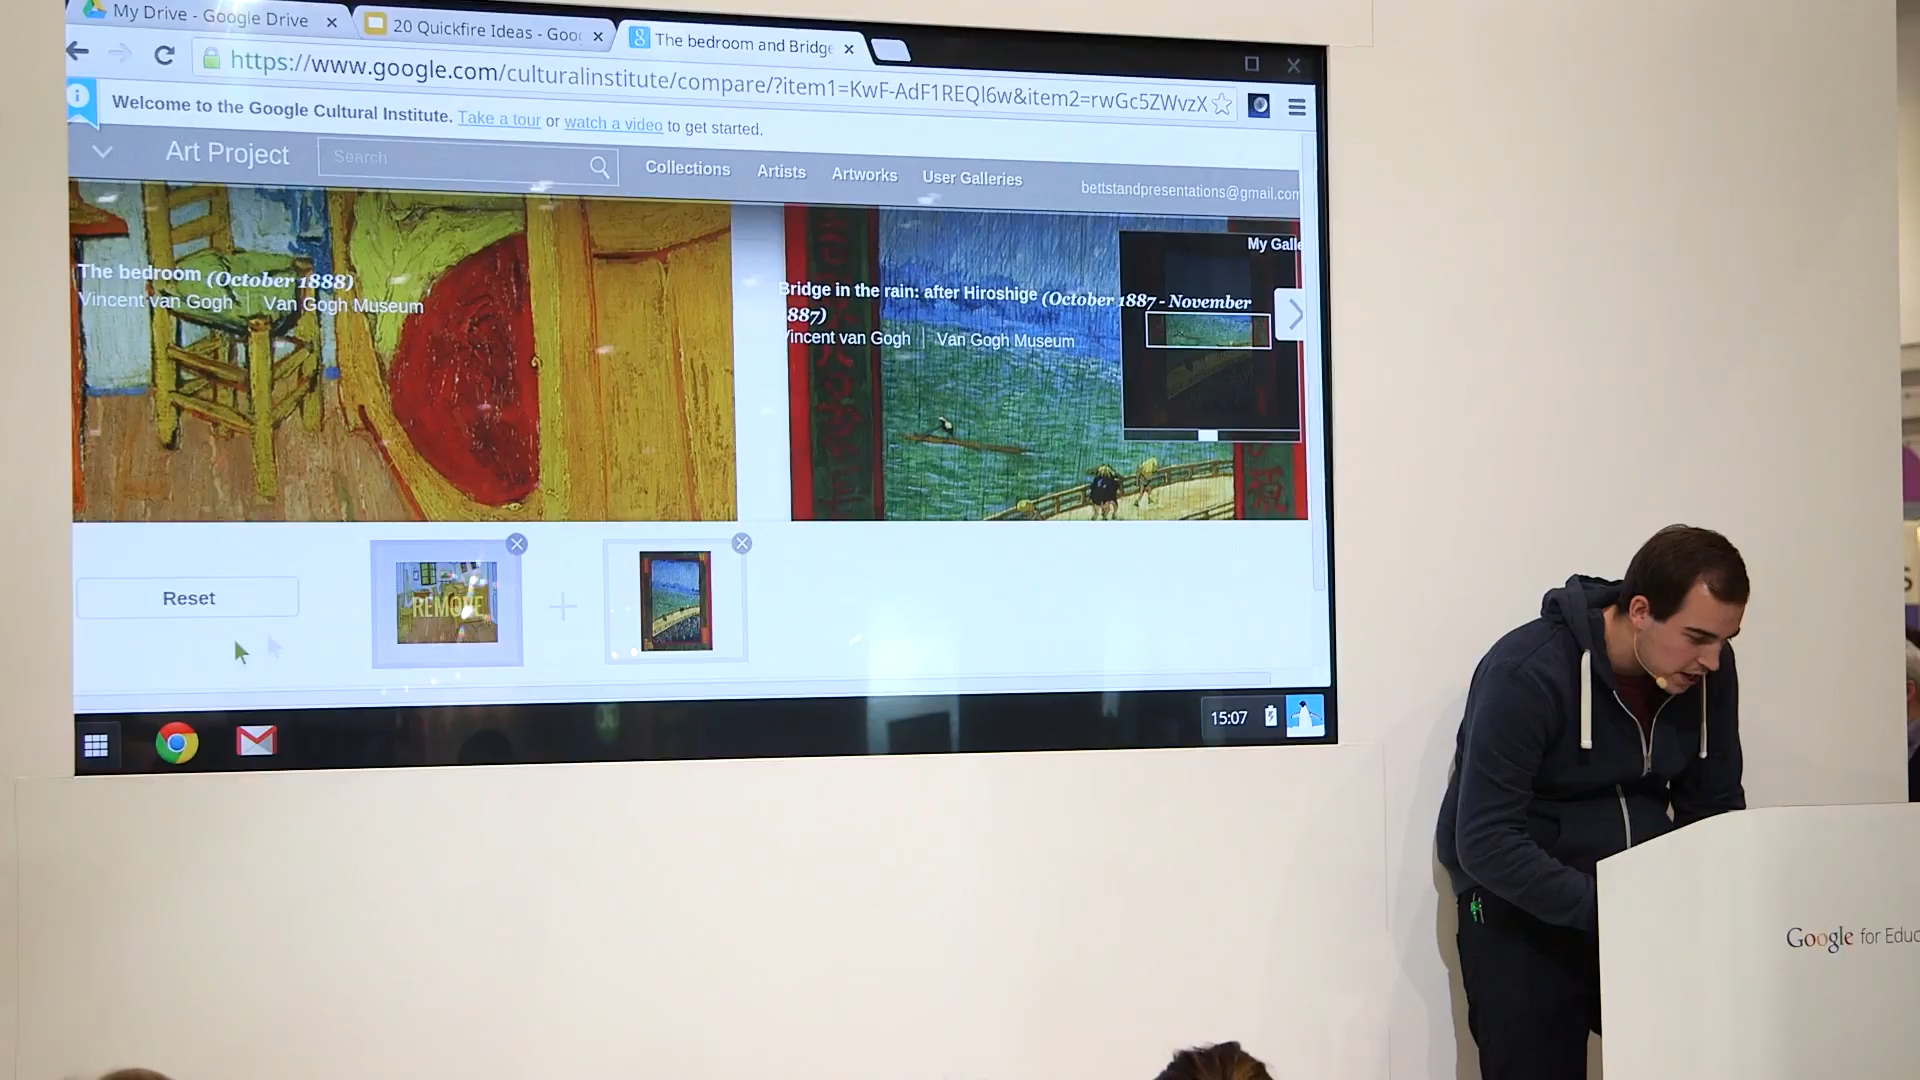 My Drive - Google Drive
20 Quickfire Ideas - Goo
The bedroom and Bridge
https://www.google.com/culturalinstitute/compare/?item1=KwF-AdF1REQI6w&item2=rwGc5ZWvzX
Welcome to the Google Cultural Institute. Take a tour or watch a video to get started.
Art Project
Search
Collections
Artists
Artworks
User Galleries
bettstandpresentations@gmail.com
My Galle
The bedroom (October 1888)
Vincent van Gogh | Van Gogh Museum
Bridge in the rain: after Hiroshige (October 1887 - November
887)
Vincent van Gogh | Van Gogh Museum
Reset
REMOVE
15:07
Google for Educ